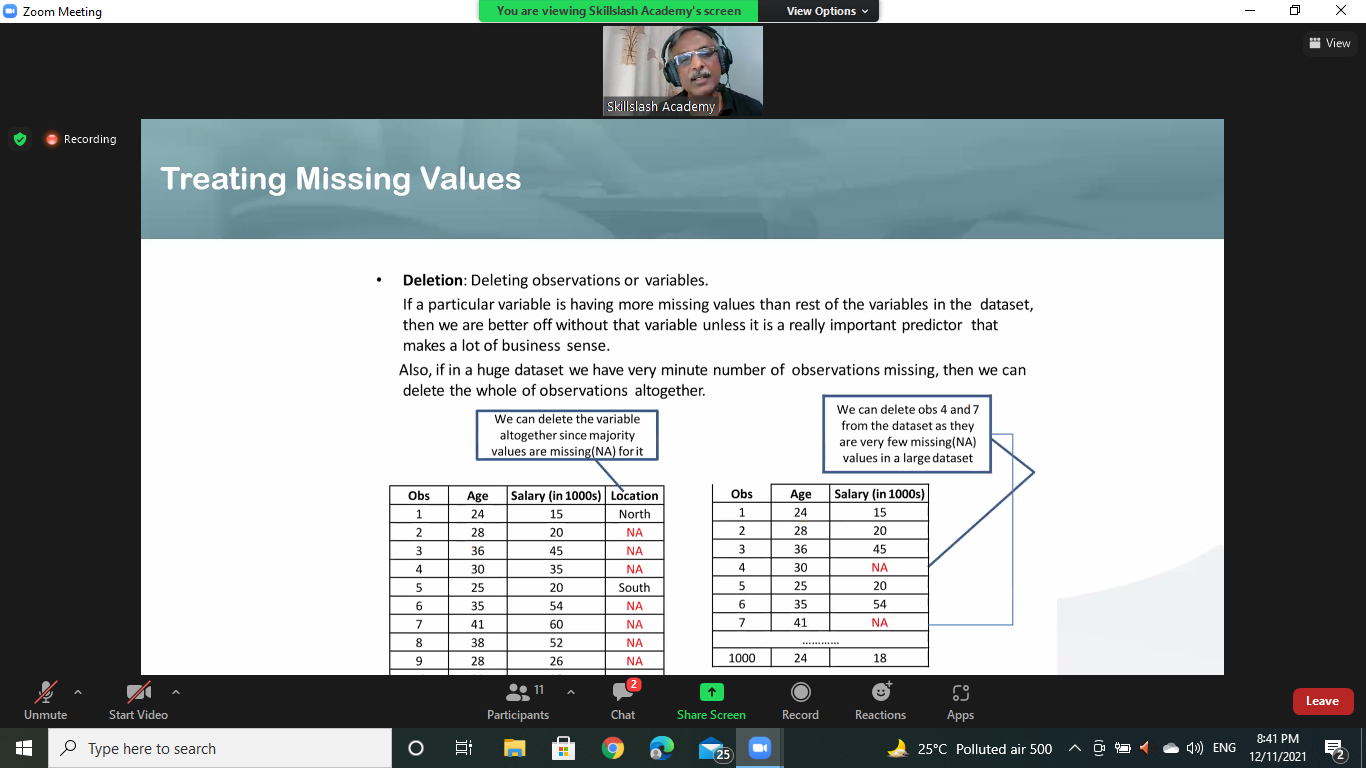 Zoom Meeting
You are viewing Skillslash Academy's screen
View Options
View
Skillslash Academy
Recording
Treating Missing Values
• Deletion: Deleting observations or variables.
If a particular variable is having more missing values than rest of the variables in the dataset,
then we are better off without that variable unless it is a really important predictor that
makes a lot of business sense.
Also, if in a huge dataset we have very minute number of observations missing, then we can
delete the whole of observations altogether.
We can delete the variable
altogether since majority
values are missing(NA) for it
We can delete obs 4 and 7
from the dataset as they
are very few missing(NA)
values in a large dataset
Obs Age Salary (in 1000s) Location
1 24 15 North
2 28 20 NA
3 36 45 NA
4 30 35 NA
5 25 20 South
6 35 54 NA
7 41 60 NA
8 38 52 NA
9 28 26 NA
Obs Age Salary (in 1000s)
1 24 15
2 28 20
3 36 45
4 30 NA
5 25 20
6 35 54
7 41 NA
............
1000 24 18
Unmute
Start Video
11
Participants
2
Chat
Share Screen
Record
Reactions
Apps
Leave
Type here to search
25
25°C Polluted air 500
ENG
8:41 PM
12/11/2021
2